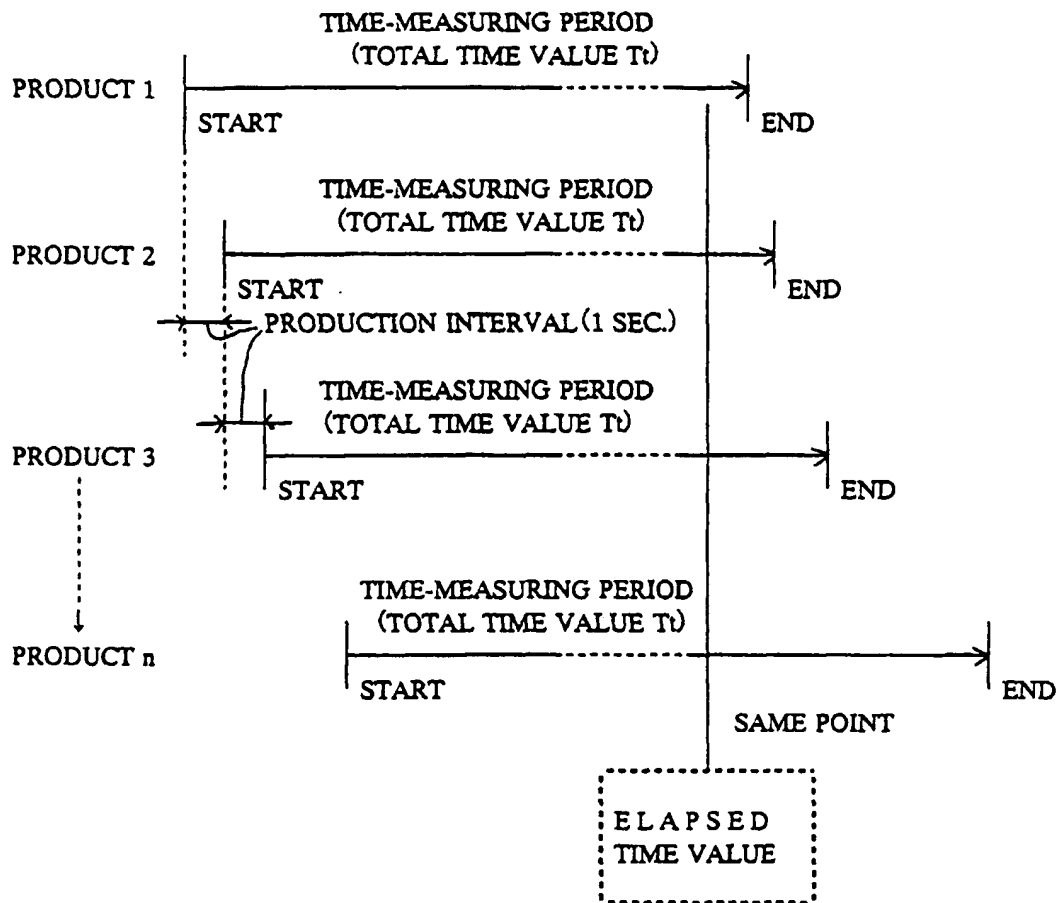 TIME-MEASURING PERIOD
(TOTAL TIME VALUE Tt)
PRODUCT 1
START
END
TIME-MEASURING PERIOD
(TOTAL TIME VALUE Tt)
PRODUCT 2
START
END
PRODUCTION INTERVAL (1 SEC.)
TIME-MEASURING PERIOD
(TOTAL TIME VALUE Tt)
PRODUCT 3
START
END
TIME-MEASURING PERIOD
(TOTAL TIME VALUE Tt)
PRODUCT n
START
END
SAME POINT
ELAPSED
TIME VALUE